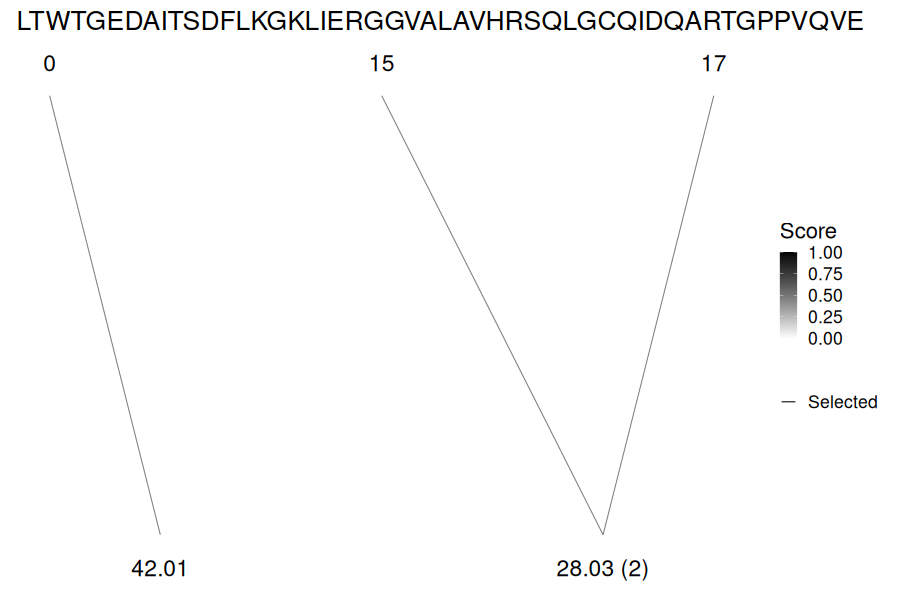 LTWTGEDAITSDFLKGKLIERGGVALAVHRSQLGCQIDQARTGPPVQVE
0 15 17
Score
1.00
0.75
0.50
0.25
0.00
Selected
42.01 28.03 (2)